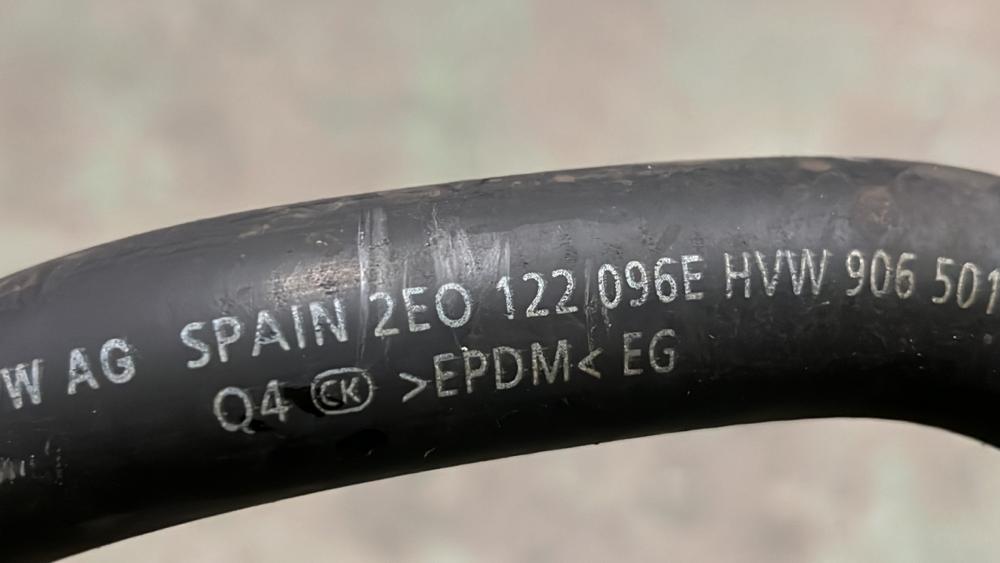 W AG SPAIN 2EO 122 096E HVW 906 501
Q4 CK >EPDM< EG